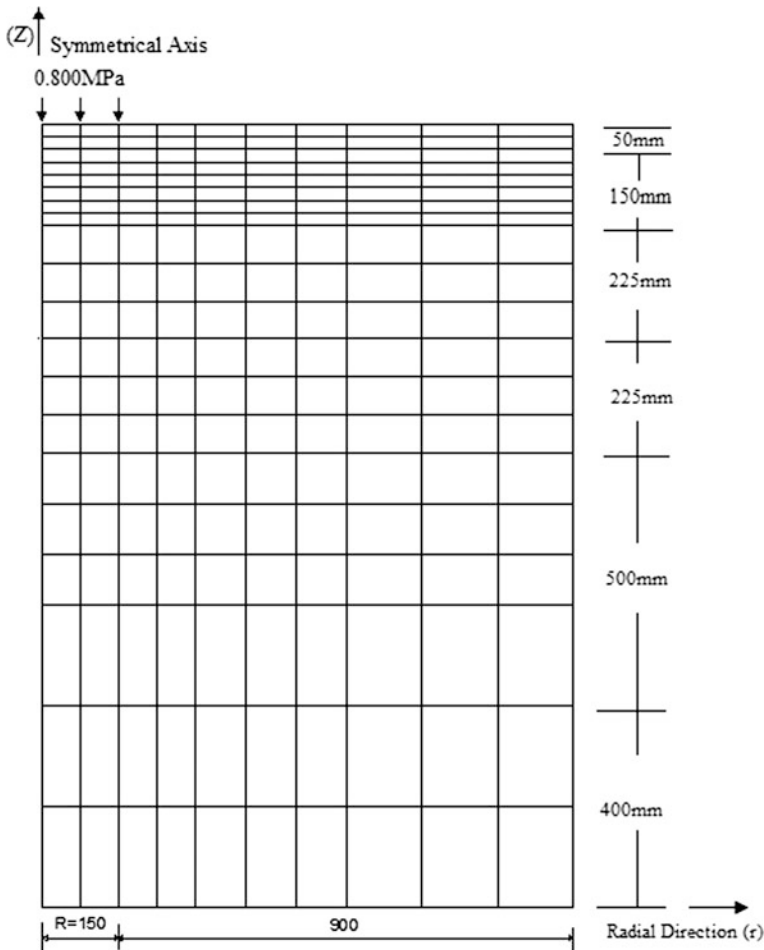 (Z)
Symmetrical Axis
0.800MPa
50mm
150mm
225mm
225mm
500mm
400mm
R=150
900
Radial Direction (r)